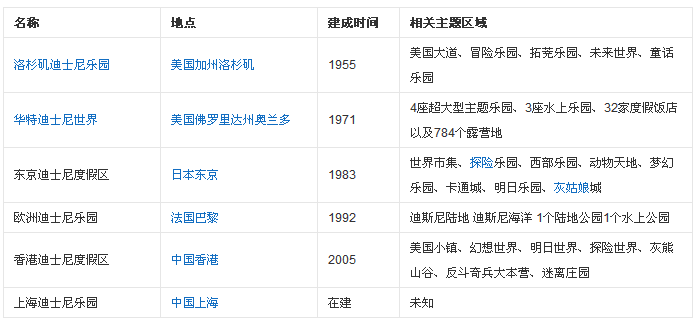 名称 地点 建成时间 相关主题区域
洛杉矶迪士尼乐园 美国加州洛杉矶 1955 美国大道、冒险乐园、拓荒乐园、未来世界、童话
乐园
华特迪士尼世界 美国佛罗里达州奥兰多 1971 4座超大型主题乐园、3座水上乐园、32家度假饭店
以及784个露营地
东京迪士尼度假区 日本东京 1983 世界市集、探险乐园、西部乐园、动物天地、梦幻
乐园、卡通城、明日乐园、灰姑娘城
欧洲迪士尼乐园 法国巴黎 1992 迪斯尼陆地 迪斯尼海洋 1个陆地公园1个水上公园
香港迪士尼度假区 中国香港 2005 美国小镇、幻想世界、明日世界、探险世界、灰熊
山谷、反斗奇兵大本营、迷离庄园
上海迪士尼乐园 中国上海 在建 未知